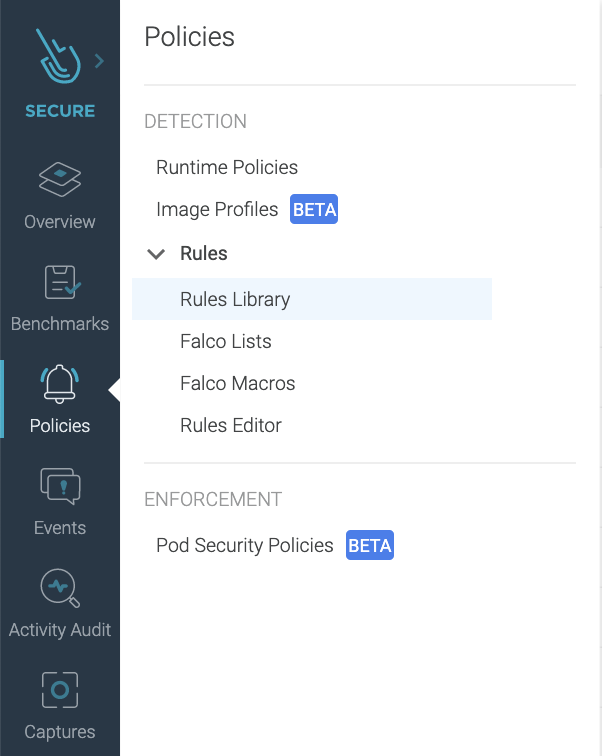 SECURE
Overview
Benchmarks
Policies
Events
Activity Audit
Captures
Policies
DETECTION
Runtime Policies
Image Profiles BETA
Rules
Rules Library
Falco Lists
Falco Macros
Rules Editor
ENFORCEMENT
Pod Security Policies BETA